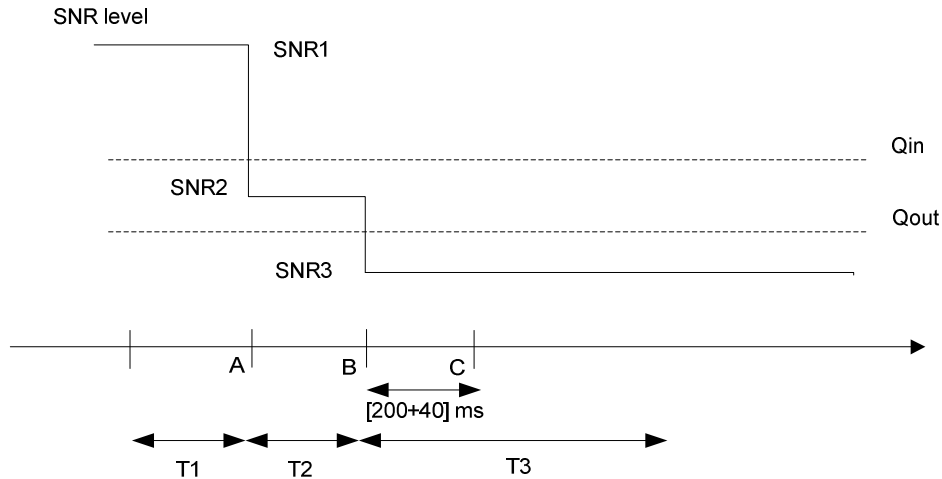 SNR level
SNR1
Qin
SNR2
Qout
SNR3
A
B
C
[200+40] ms
T1
T2
T3